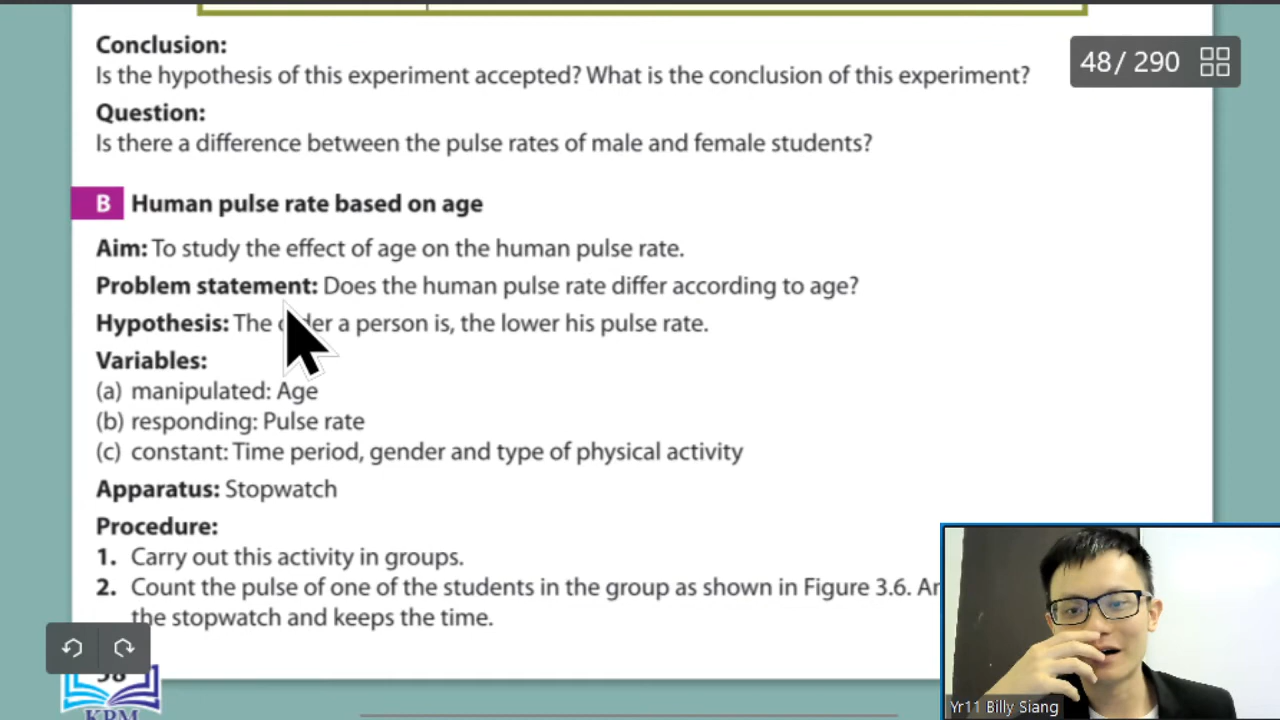 Conclusion:
Is the hypothesis of this experiment accepted? What is the conclusion of this experiment?
48/ 290
Question:
Is there a difference between the pulse rates of male and female students?
B Human pulse rate based on age
Aim: To study the effect of age on the human pulse rate.
Problem statement: Does the human pulse rate differ according to age?
Hypothesis: The a person is, the lower his pulse rate.
Variables:
(a) manipulated: Age
(b) responding: Pulse rate
(c) constant: Time period, gender and type of physical activity
Apparatus: Stopwatch
Procedure:
1. Carry out this activity in groups.
2. Count the pulse of one of the students in the group as shown in Figure 3.6.
the stopwatch and keeps the time.
KPM
Yr11 Billy Siang